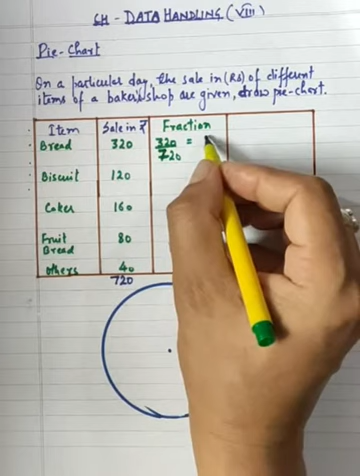 CH - DATA HANDLING (VIII)
Pie-Chart
On a particular day, the sale in (Rs) of different
items of a baker's shop are given, draw pie-chart.
Item Sale in ₹ Fraction
Bread 320 320/720 =
Biscuit 120
Cakes 160
Fruit Bread 80
Others 40
720